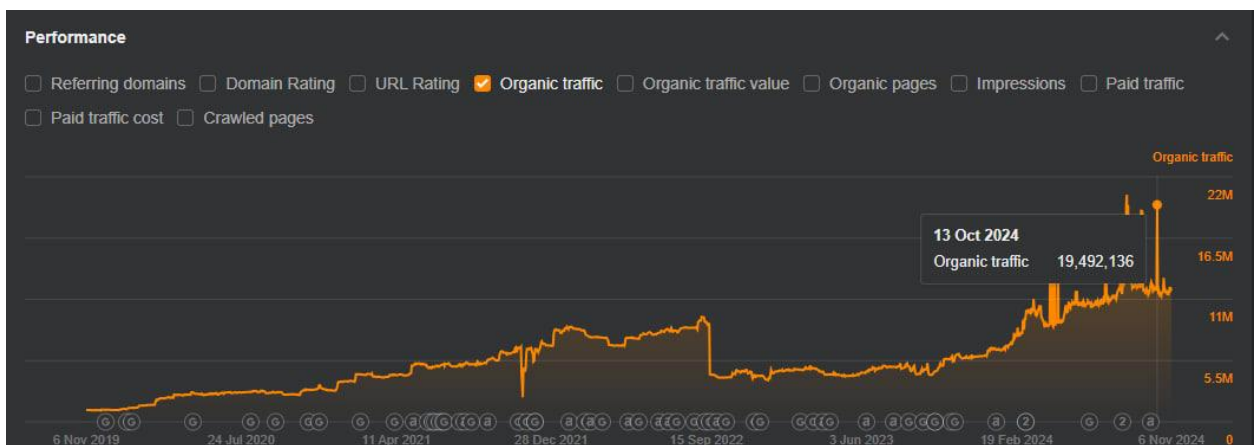 Performance
Referring domains Domain Rating URL Rating Organic traffic Organic traffic value Organic pages Impressions Paid traffic
Paid traffic cost Crawled pages
Organic traffic
22M
13 Oct 2024
Organic traffic 19,492,136
16.5M
11M
5.5M
6 Nov 2019 24 Jul 2020 11 Apr 2021 28 Dec 2021 15 Sep 2022 3 Jun 2023 19 Feb 2024 6 Nov 2024 0